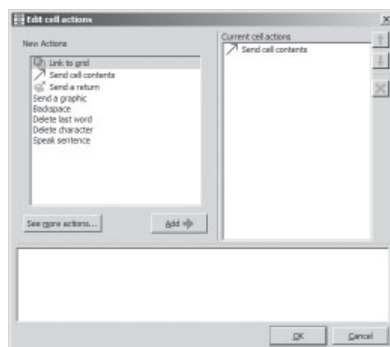 Edit cell actions
New Actions
Link to grid
Send cell contents
Send a return
Send a graphic
Backspace
Delete last word
Delete character
Speak sentence
See more actions...
Add
Current cell actions
Send cell contents
OK
Cancel